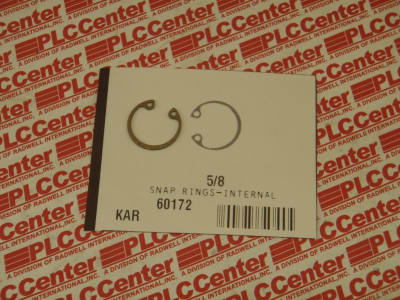 PLCCenter
A DIVISION OF RADWELL INTERNATIONAL, INC.
5/8
SNAP RINGS-INTERNAL
60172
KAR